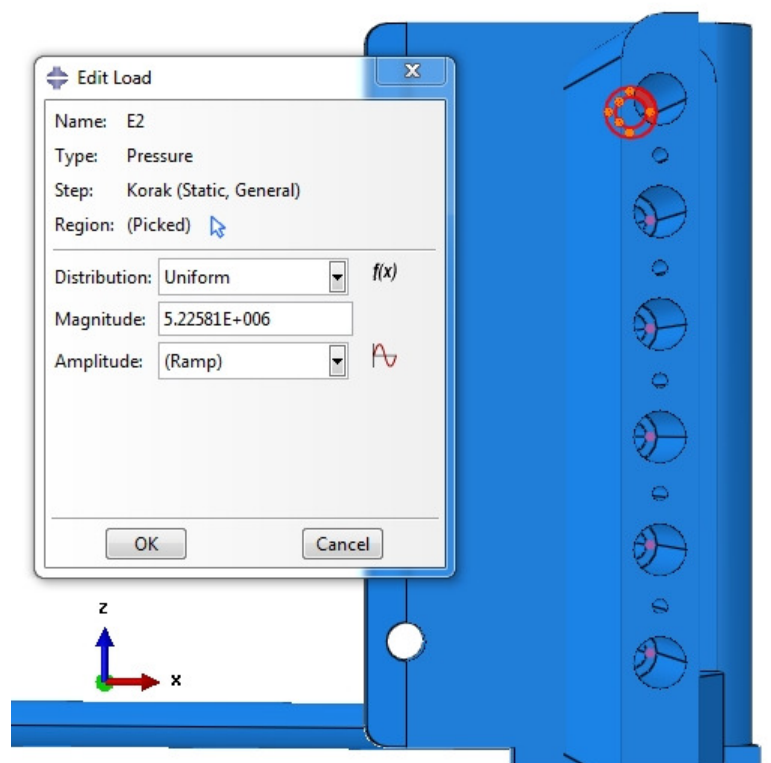 Edit Load
X
Name: E2
Type: Pressure
Step: Korak (Static, General)
Region: (Picked)
Distribution: Uniform f(x)
Magnitude: 5.22581E+006
Amplitude: (Ramp)
OK Cancel
Z
X